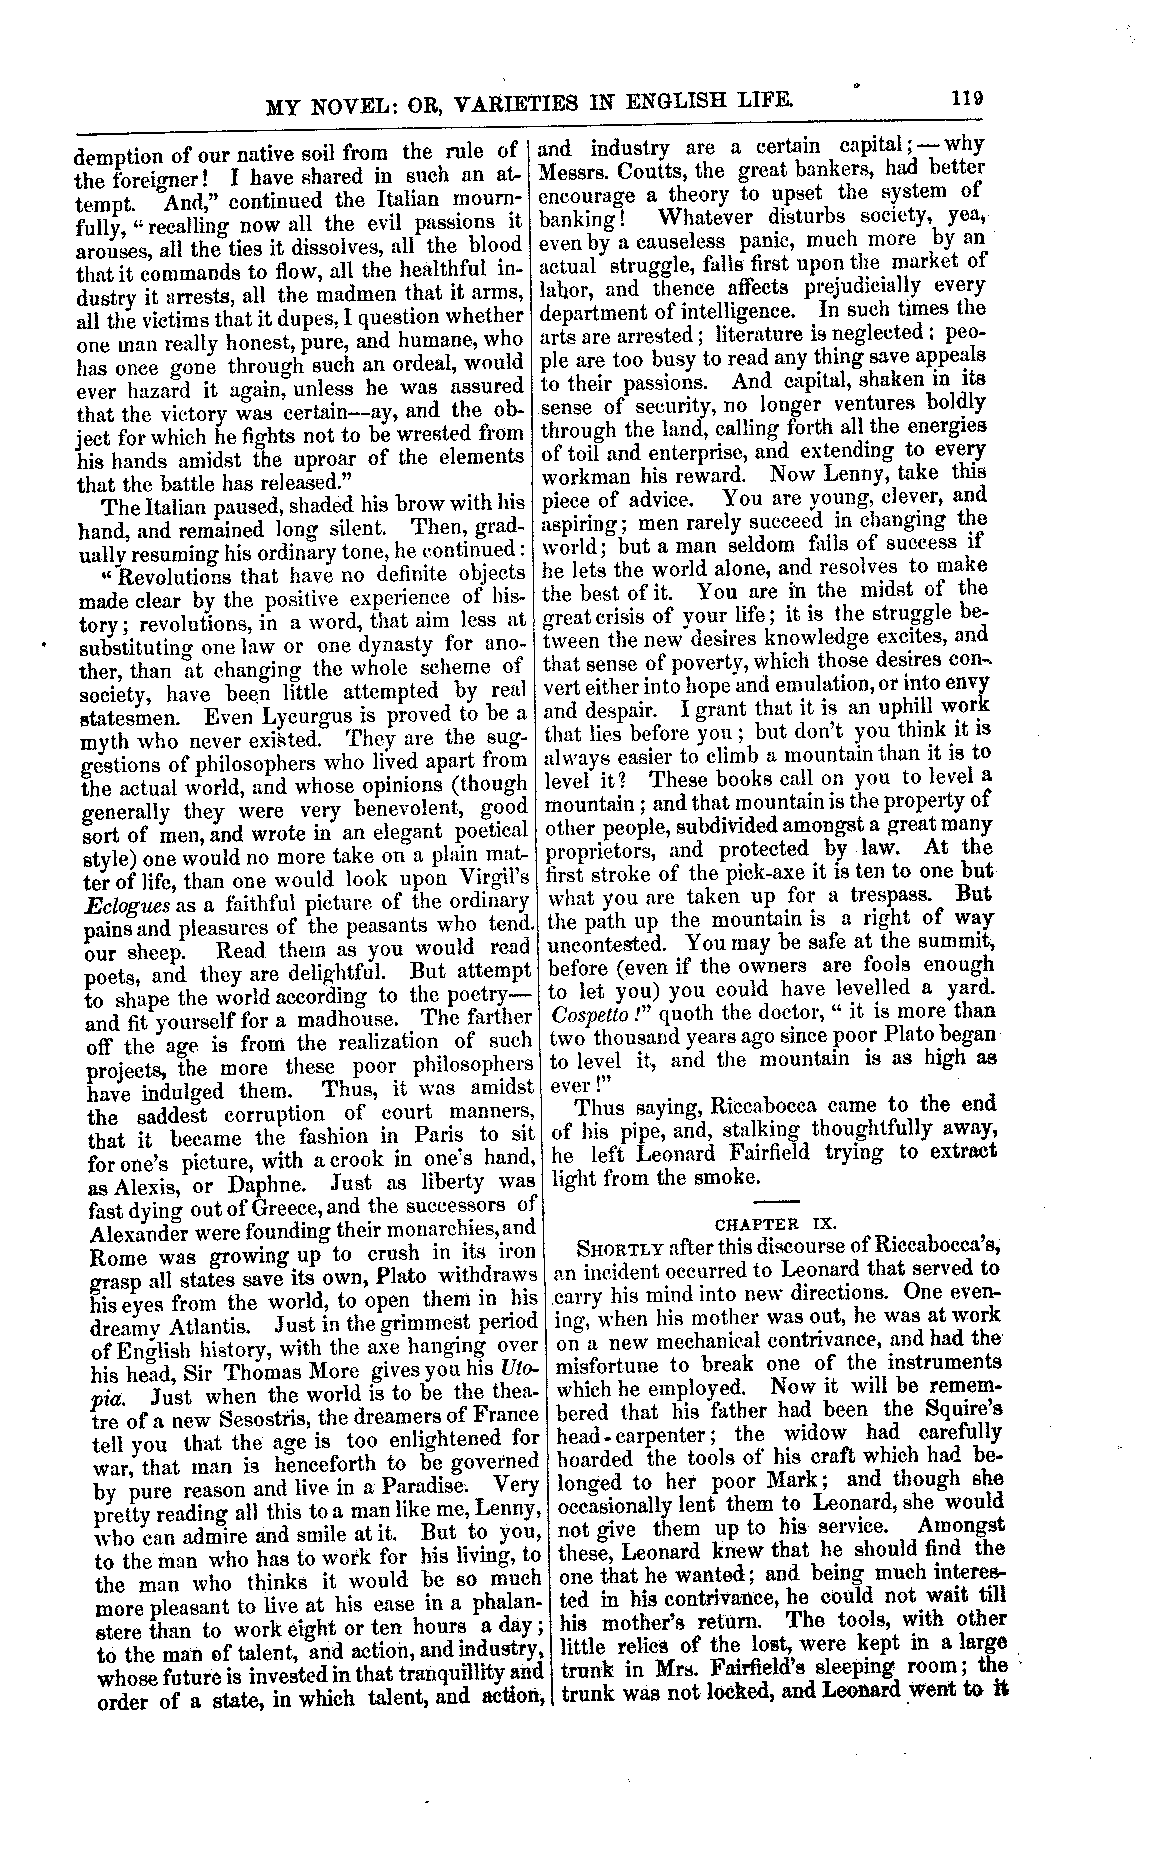 MY NOVEL: OR, VARIETIES IN ENGLISH LIFE. 119
demption of our native soil from the rule of
the foreigner! I have shared in such an at-
tempt. And," continued the Italian mourn-
fully, "recalling now all the evil passions it
arouses, all the ties it dissolves, all the blood
that it commands to flow, all the healthful in-
dustry it arrests, all the madmen that it arms,
all the victims that it dupes, I question whether
one man really honest, pure, and humane, who
has once gone through such an ordeal, would
ever hazard it again, unless he was assured
that the victory was certain—ay, and the ob-
ject for which he fights not to be wrested from
his hands amidst the uproar of the elements
that the battle has released."
The Italian paused, shaded his brow with his
hand, and remained long silent. Then, grad-
ually resuming his ordinary tone, he continued:
"Revolutions that have no definite objects
made clear by the positive experience of his-
tory; revolutions, in a word, that aim less at
substituting one law or one dynasty for ano-
ther, than at changing the whole scheme of
society, have been little attempted by real
statesmen. Even Lycurgus is proved to be a
myth who never existed. They are the sug-
gestions of philosophers who lived apart from
the actual world, and whose opinions (though
generally they were very benevolent, good
sort of men, and wrote in an elegant poetical
style) one would no more take on a plain mat-
ter of life, than one would look upon Virgil's
Eclogues as a faithful picture of the ordinary
pains and pleasures of the peasants who tend
our sheep. Read them as you would read
poets, and they are delightful. But attempt
to shape the world according to the poetry—
and fit yourself for a madhouse. The farther
off the age is from the realization of such
projects, the more these poor philosophers
have indulged them. Thus, it was amidst
the saddest corruption of court manners,
that it became the fashion in Paris to sit
for one's picture, with a crook in one's hand,
as Alexis, or Daphne. Just as liberty was
fast dying out of Greece, and the successors of
Alexander were founding their monarchies, and
Rome was growing up to crush in its iron
grasp all states save its own, Plato withdraws
his eyes from the world, to open them in his
dreamy Atlantis. Just in the grimmest period
of English history, with the axe hanging over
his head, Sir Thomas More gives you his Uto-
pia. Just when the world is to be the thea-
tre of a new Sesostris, the dreamers of France
tell you that the age is too enlightened for
war, that man is henceforth to be governed
by pure reason and live in a Paradise. Very
pretty reading all this to a man like me, Lenny,
who can admire and smile at it. But to you,
to the man who has to work for his living, to
the man who thinks it would be so much
more pleasant to live at his ease in a phalan-
stere than to work eight or ten hours a day;
to the man of talent, and action, and industry,
whose future is invested in that tranquillity and
order of a state, in which talent, and action,
and industry are a certain capital;—why
Messrs. Coutts, the great bankers, had better
encourage a theory to upset the system of
banking! Whatever disturbs society, yea,
even by a causeless panic, much more by an
actual struggle, falls first upon the market of
labor, and thence affects prejudicially every
department of intelligence. In such times the
arts are arrested; literature is neglected; peo-
ple are too busy to read any thing save appeals
to their passions. And capital, shaken in its
sense of security, no longer ventures boldly
through the land, calling forth all the energies
of toil and enterprise, and extending to every
workman his reward. Now Lenny, take this
piece of advice. You are young, clever, and
aspiring; men rarely succeed in changing the
world; but a man seldom fails of success if
he lets the world alone, and resolves to make
the best of it. You are in the midst of the
great crisis of your life; it is the struggle be-
tween the new desires knowledge excites, and
that sense of poverty, which those desires con-
vert either into hope and emulation, or into envy
and despair. I grant that it is an uphill work
that lies before you; but don't you think it is
always easier to climb a mountain than it is to
level it? These books call on you to level a
mountain; and that mountain is the property of
other people, subdivided amongst a great many
proprietors, and protected by law. At the
first stroke of the pick-axe it is ten to one but
what you are taken up for a trespass. But
the path up the mountain is a right of way
uncontested. You may be safe at the summit,
before (even if the owners are fools enough
to let you) you could have levelled a yard.
Cospetto!" quoth the doctor, "it is more than
two thousand years ago since poor Plato began
to level it, and the mountain is as high as
ever!"
Thus saying, Riccabocca came to the end
of his pipe, and, stalking thoughtfully away,
he left Leonard Fairfield trying to extract
light from the smoke.
CHAPTER IX.
SHORTLY after this discourse of Riccabocca's,
an incident occurred to Leonard that served to
carry his mind into new directions. One even-
ing, when his mother was out, he was at work
on a new mechanical contrivance, and had the
misfortune to break one of the instruments
which he employed. Now it will be remem-
bered that his father had been the Squire's
head-carpenter; the widow had carefully
hoarded the tools of his craft which had be-
longed to her poor Mark; and though she
occasionally lent them to Leonard, she would
not give them up to his service. Amongst
these, Leonard knew that he should find the
one that he wanted; and being much interes-
ted in his contrivance, he could not wait till
his mother's return. The tools, with other
little relics of the lost, were kept in a large
trunk in Mrs. Fairfield's sleeping room; the
trunk was not locked, and Leonard went to it